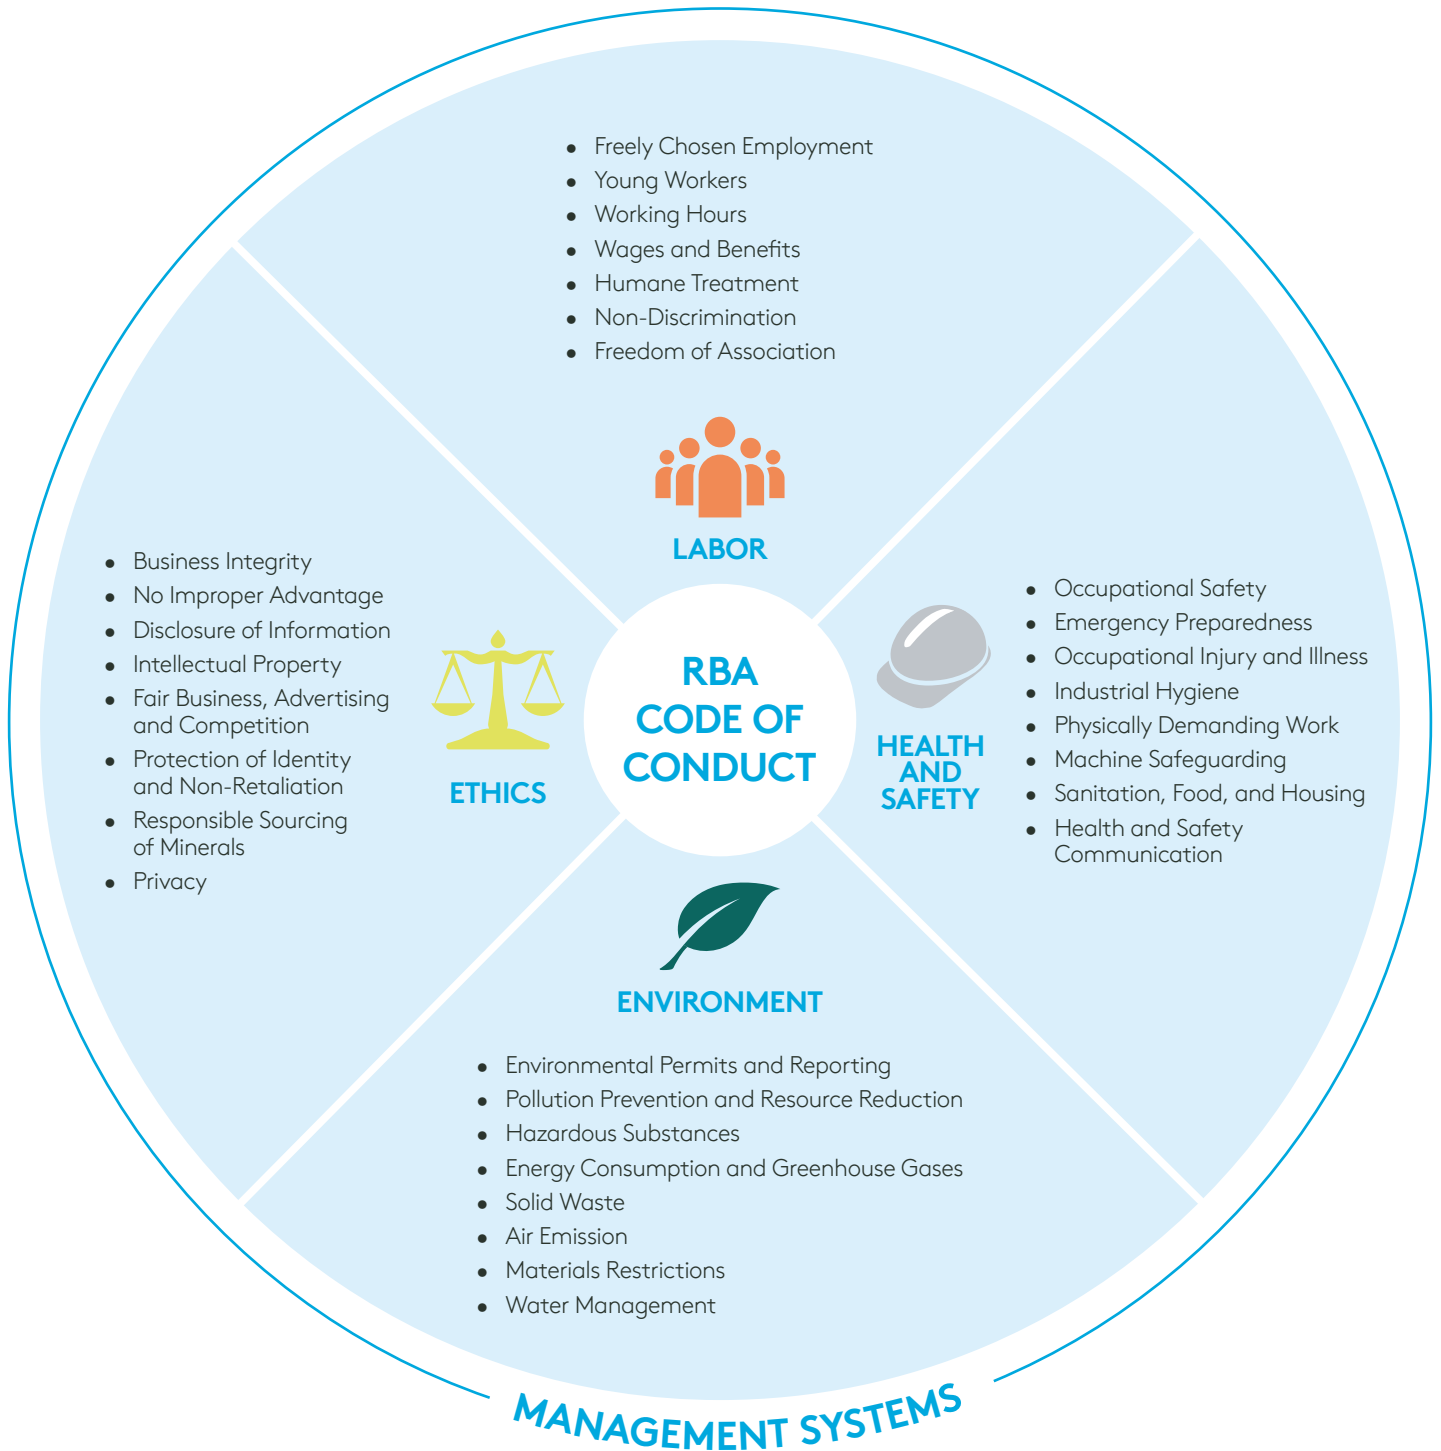 • Freely Chosen Employment
• Young Workers
• Working Hours
• Wages and Benefits
• Humane Treatment
• Non-Discrimination
• Freedom of Association
LABOR
• Business Integrity
• No Improper Advantage
• Disclosure of Information
• Intellectual Property
• Fair Business, Advertising
and Competition
• Protection of Identity
and Non-Retaliation
• Responsible Sourcing
of Minerals
• Privacy
ETHICS
RBA
CODE OF
CONDUCT
HEALTH
AND
SAFETY
• Occupational Safety
• Emergency Preparedness
• Occupational Injury and Illness
• Industrial Hygiene
• Physically Demanding Work
• Machine Safeguarding
• Sanitation, Food, and Housing
• Health and Safety
Communication
ENVIRONMENT
• Environmental Permits and Reporting
• Pollution Prevention and Resource Reduction
• Hazardous Substances
• Energy Consumption and Greenhouse Gases
• Solid Waste
• Air Emission
• Materials Restrictions
• Water Management
MANAGEMENT SYSTEMS